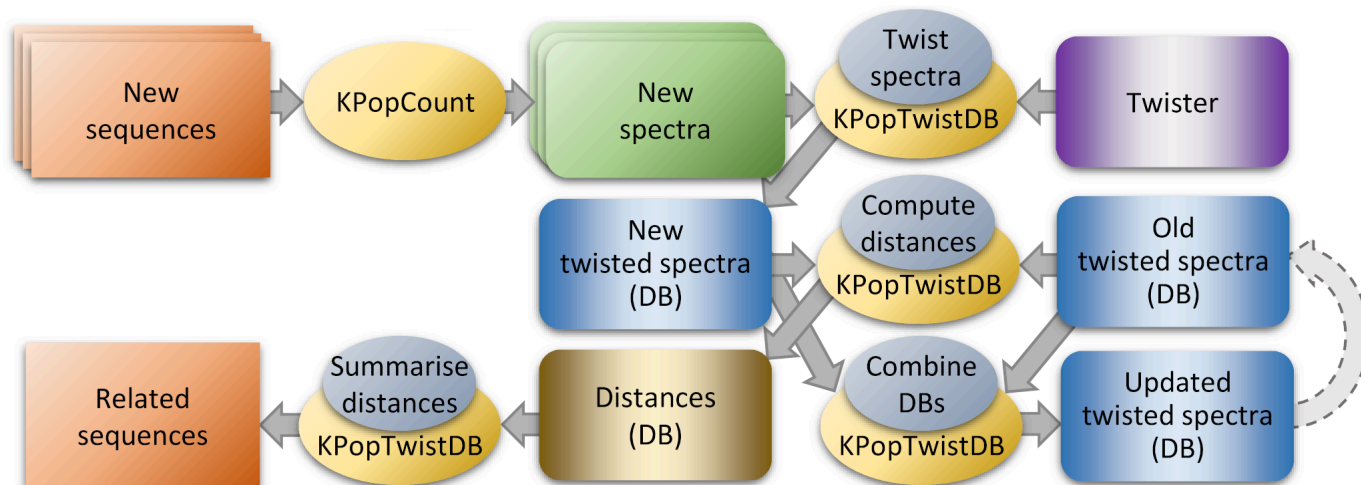 New
sequences
KPopCount
New
spectra
Twist
spectra
KPopTwistDB
Twister
New
twisted spectra
(DB)
Compute
distances
KPopTwistDB
Old
twisted spectra
(DB)
Related
sequences
Summarise
distances
KPopTwistDB
Distances
(DB)
Combine
DBs
KPopTwistDB
Updated
twisted spectra
(DB)